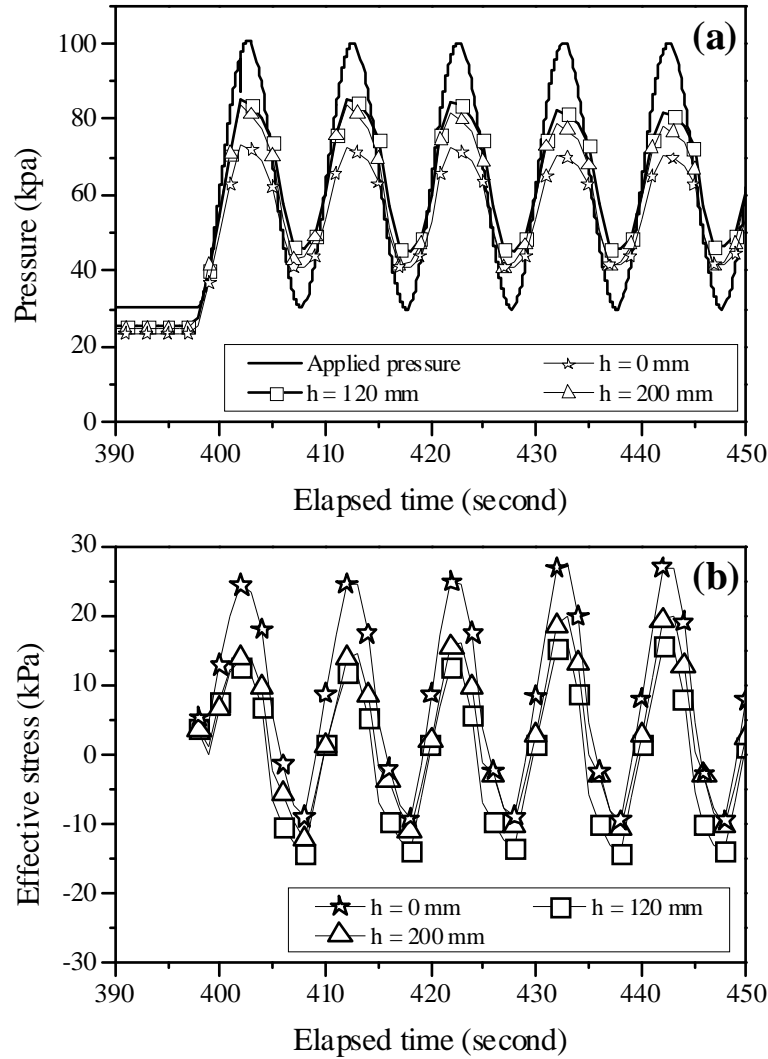 (a)
100
80
60
40
20
0
Pressure (kpa)
Applied pressure
h = 0 mm
h = 120 mm
h = 200 mm
390 400 410 420 430 440 450
Elapsed time (second)
(b)
30
20
10
0
-10
-20
-30
Effective stress (kPa)
h = 0 mm
h = 120 mm
h = 200 mm
390 400 410 420 430 440 450
Elapsed time (second)